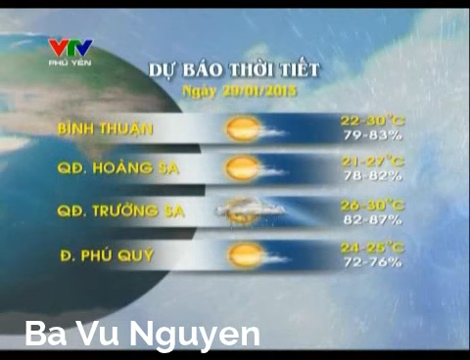 VTV
PHÚ YÊN
DỰ BÁO THỜI TIẾT
Ngày 29/01/2015
BÌNH THUẬN 22-30°C
79-83%
QĐ. HOÀNG SA 21-27°C
78-82%
QĐ. TRƯỜNG SA 26-30°C
82-87%
Đ. PHÚ QUÝ 24-25°C
72-76%
Ba Vu Nguyen